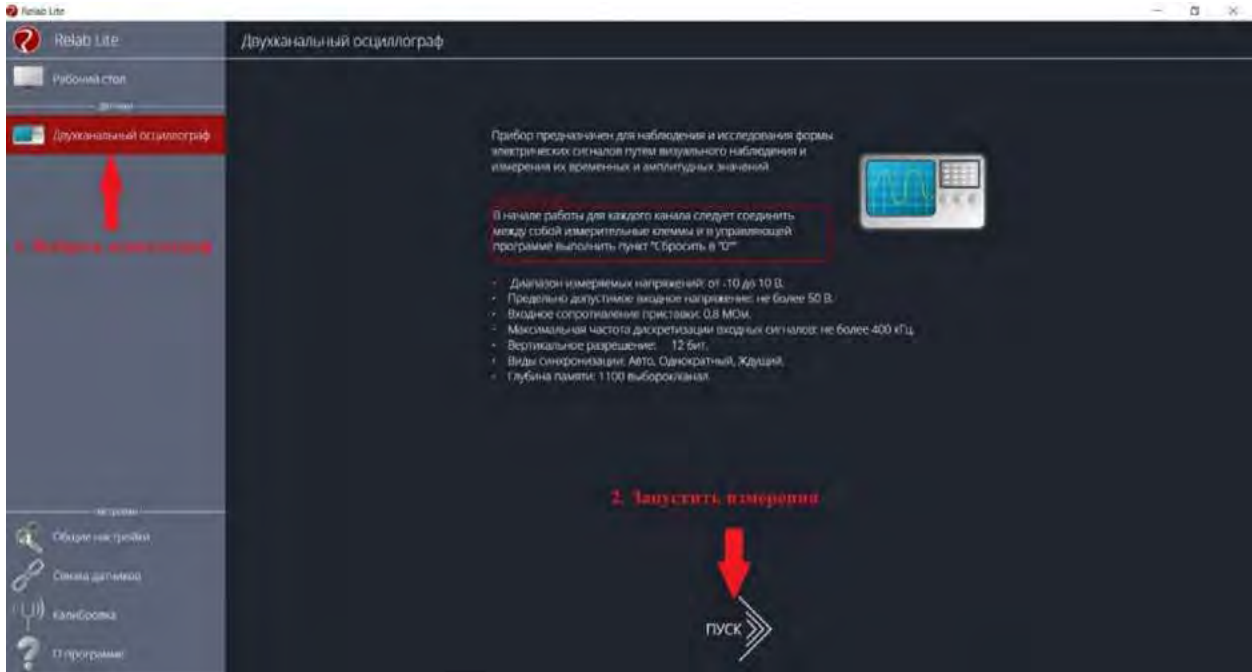 Relab Lite
Relab Lite
Двухканальный осциллограф
Рабочий стол
Двухканальный осциллограф
Прибор предназначен для наблюдения и исследования формы
электрических сигналов путем визуального наблюдения и
измерения их временных и амплитудных значений.
В начале работы для каждого канала следует соединить
между собой измерительные клеммы и в управляющей
программе выполнить пункт "Сбросить в "0""
- Диапазон измеряемых напряжений: от -10 до 10 В.
- Предельно допустимое входное напряжение: не более 50 В.
- Входное сопротивление приставки: 0,8 МОм.
- Максимальная частота дискретизации входных сигналов: не более 400 кГц.
- Вертикальное разрешение: 12 бит.
- Виды синхронизации: Авто, Однократный, Ждущий.
- Глубина памяти: 1100 выборок/канал.
2. Запустить измерения
ПУСК
Общие настройки
датчиков
Калибровка
О программе